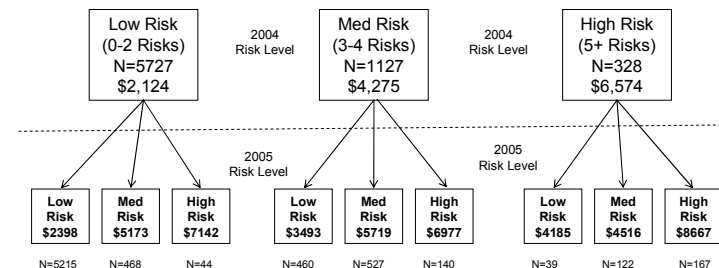 Low Risk
(0-2 Risks)
N=5727
$2,124
2004
Risk Level
Med Risk
(3-4 Risks)
N=1127
$4,275
2004
Risk Level
High Risk
(5+ Risks)
N=328
$6,574
2005
Risk Level
2005
Risk Level
Low
Risk
$2398
Med
Risk
$5173
High
Risk
$7142
Low
Risk
$3493
Med
Risk
$5719
High
Risk
$6977
Low
Risk
$4185
Med
Risk
$4516
High
Risk
$8667
N=5215
N=468
N=44
N=460
N=527
N=140
N=39
N=122
N=167